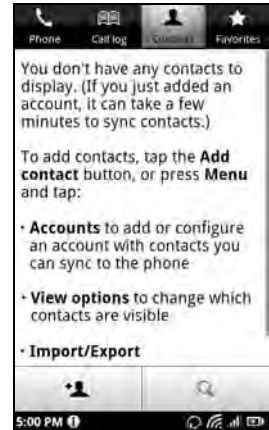 Phone Call log Contacts Favorites
You don't have any contacts to
display. (If you just added an
account, it can take a few
minutes to sync contacts.)
To add contacts, tap the Add
contact button, or press Menu
and tap:
· Accounts to add or configure
an account with contacts you
can sync to the phone
· View options to change which
contacts are visible
· Import/Export
5:00 PM